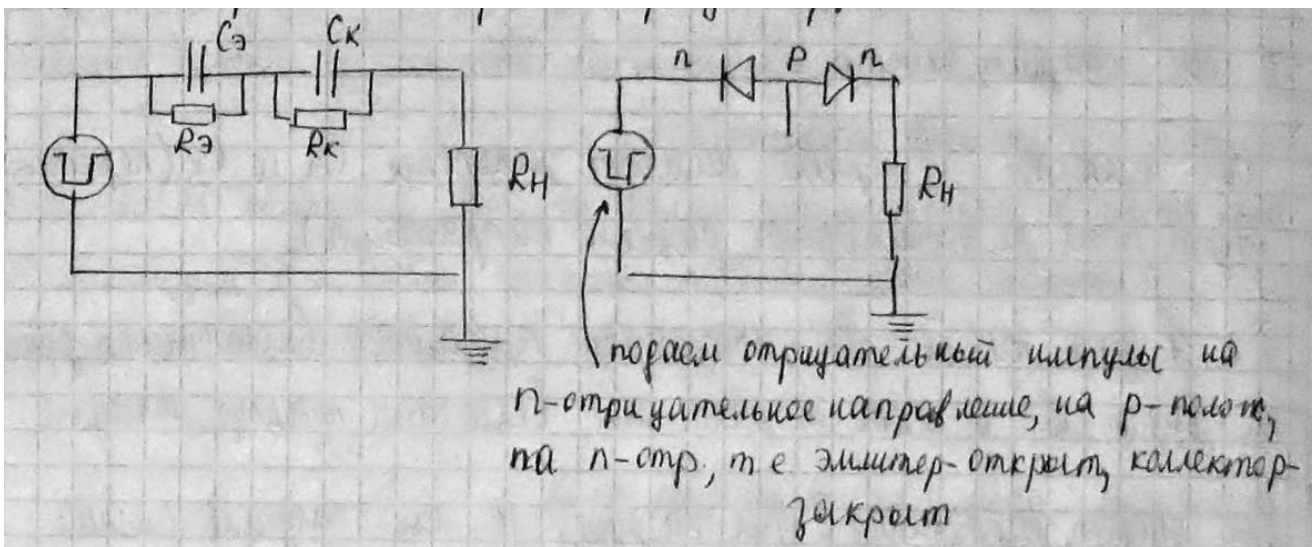 Cэ Cк
Rэ Rк
Rн
n p n
Rн
подаем отрицательный импульс на
n-отрицательное направление, на p-полож,
на n-отр., т е эмиттер-открыт, коллектор-
закрыт